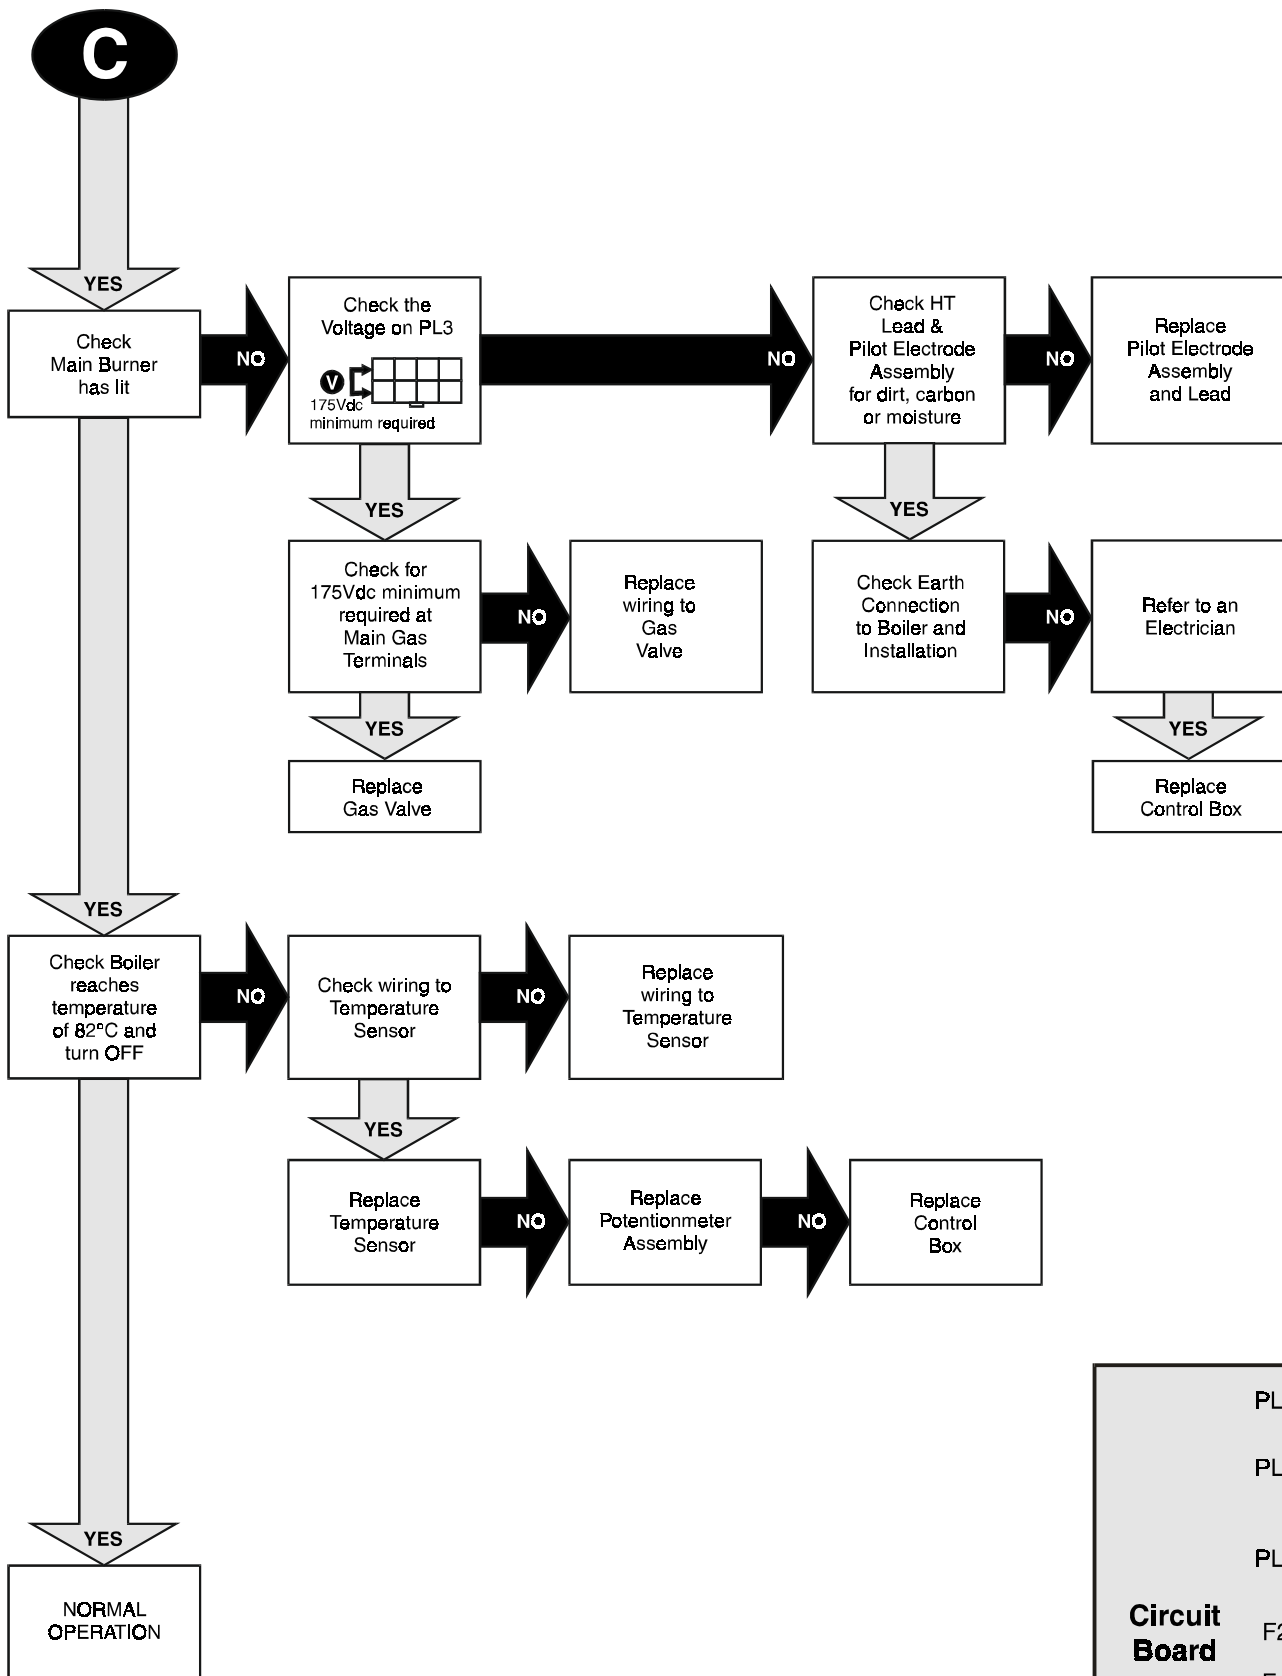 C
YES
Check
Main Burner
has lit
NO
Check the
Voltage on PL3
V
175Vdc
minimum required
NO
Check HT
Lead &
Pilot Electrode
Assembly
for dirt, carbon
or moisture
NO
Replace
Pilot Electrode
Assembly
and Lead
YES
YES
Check for
175Vdc minimum
required at
Main Gas
Terminals
NO
Replace
wiring to
Gas
Valve
Check Earth
Connection
to Boiler and
Installation
NO
Refer to an
Electrician
YES
YES
Replace
Gas Valve
Replace
Control Box
YES
Check Boiler
reaches
temperature
of 82°C and
turn OFF
NO
Check wiring to
Temperature
Sensor
NO
Replace
wiring to
Temperature
Sensor
YES
Replace
Temperature
Sensor
NO
Replace
Potentionmeter
Assembly
NO
Replace
Control
Box
YES
NORMAL
OPERATION
PL
PL
PL
Circuit
Board
F2